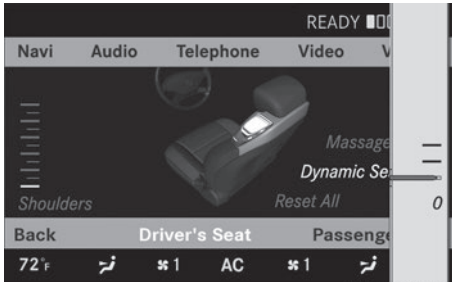 READY
Navi Audio Telephone Video V
Massage
Dynamic Se
Shoulders Reset All 0
Back Driver's Seat Passenge
72°F 1 AC 1